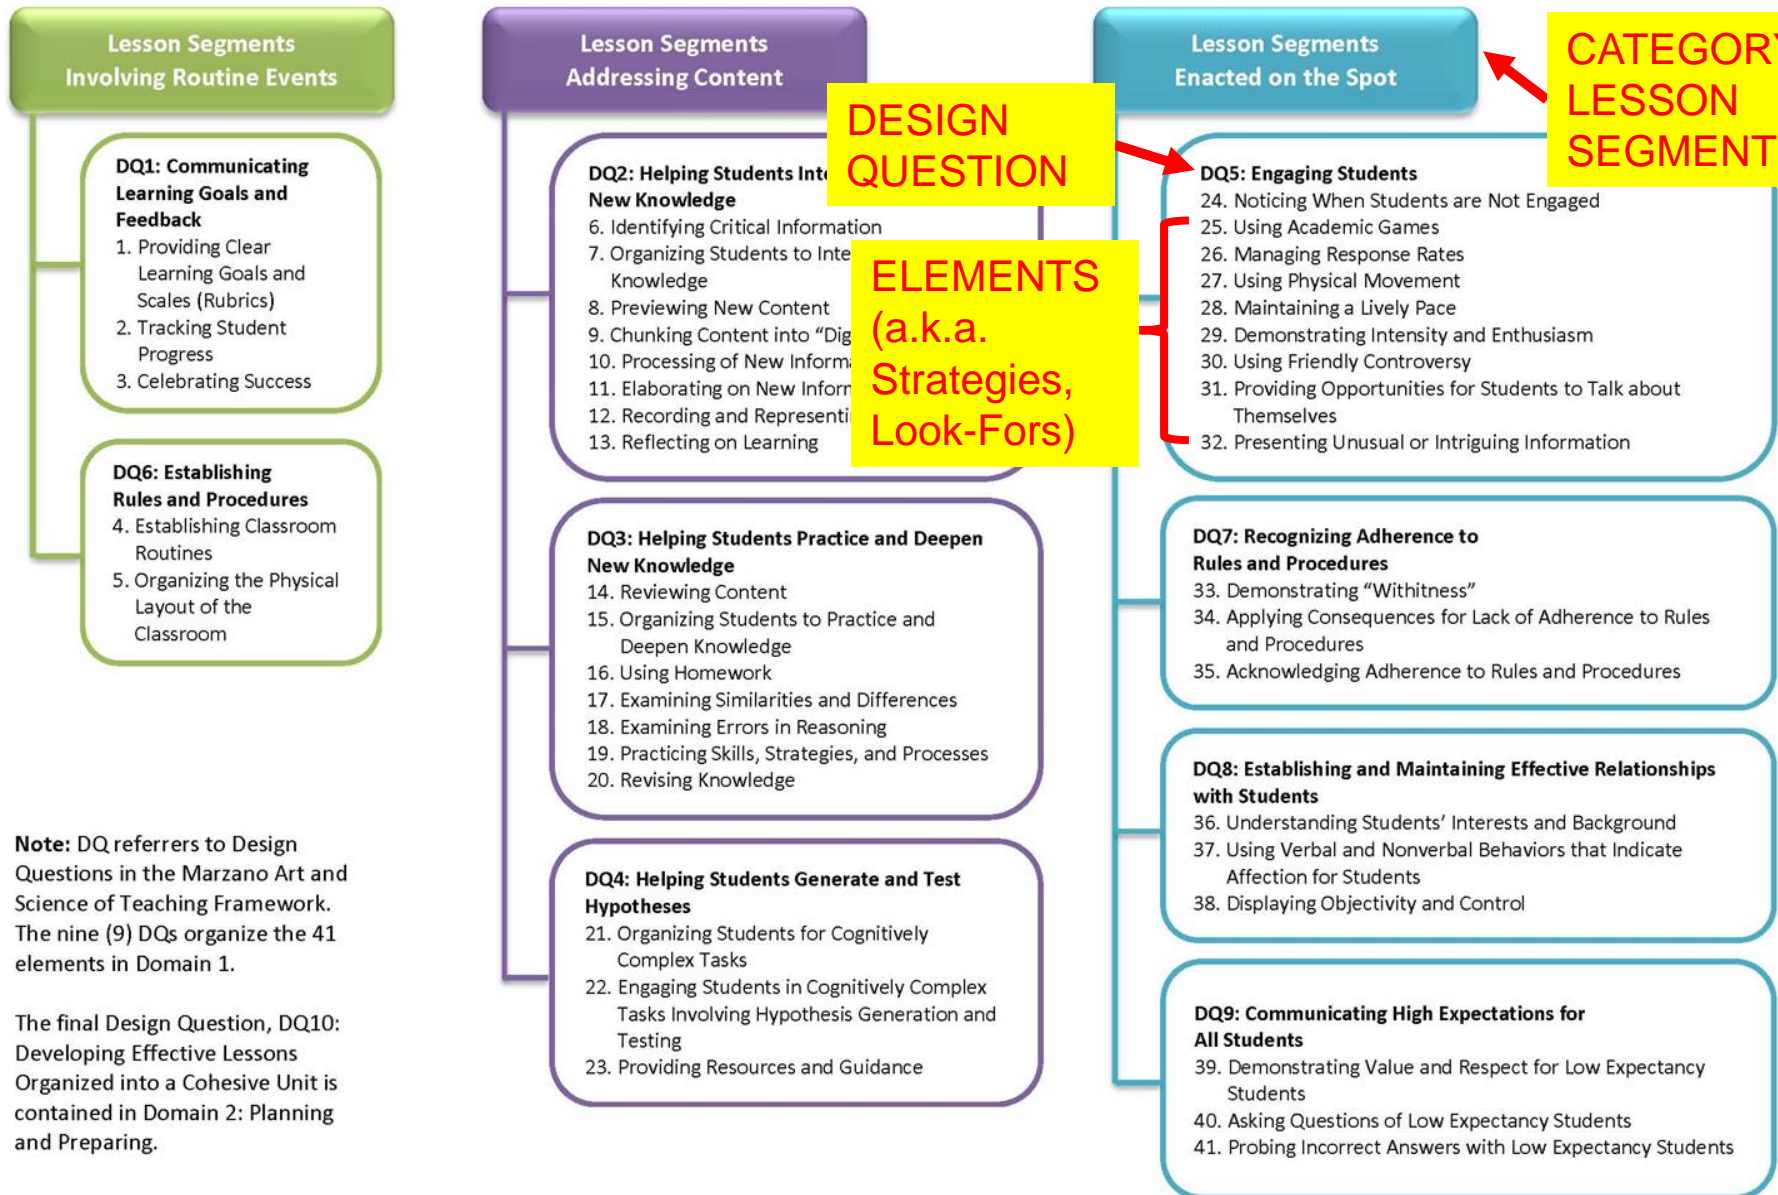 Lesson Segments
Involving Routine Events
DQ1: Communicating
Learning Goals and
Feedback
1. Providing Clear
Learning Goals and
Scales (Rubrics)
2. Tracking Student
Progress
3. Celebrating Success
DQ6: Establishing
Rules and Procedures
4. Establishing Classroom
Routines
5. Organizing the Physical
Layout of the
Classroom
Note: DQ referrers to Design
Questions in the Marzano Art and
Science of Teaching Framework.
The nine (9) DQs organize the 41
elements in Domain 1.
The final Design Question, DQ10:
Developing Effective Lessons
Organized into a Cohesive Unit is
contained in Domain 2: Planning
and Preparing.
Lesson Segments
Addressing Content
DQ2: Helping Students
New Knowledge
6. Identifying Critical Information
7. Organizing Students to
Knowledge
8. Previewing New Content
9. Chunking Content into
10. Processing of New
11. Elaborating on New
12. Recording and
13. Reflecting on Learning
DQ3: Helping Students Practice and Deepen
New Knowledge
14. Reviewing Content
15. Organizing Students to Practice and
Deepen Knowledge
16. Using Homework
17. Examining Similarities and Differences
18. Examining Errors in Reasoning
19. Practicing Skills, Strategies, and Processes
20. Revising Knowledge
DQ4: Helping Students Generate and Test
Hypotheses
21. Organizing Students for Cognitively
Complex Tasks
22. Engaging Students in Cognitively Complex
Tasks Involving Hypothesis Generation and
Testing
23. Providing Resources and Guidance
DESIGN
QUESTION
ELEMENTS
(a.k.a.
Strategies,
Look-Fors)
Lesson Segments
Enacted on the Spot
CATEGORY
LESSON
SEGMENT
DQ5: Engaging Students
24. Noticing When Students are Not Engaged
25. Using Academic Games
26. Managing Response Rates
27. Using Physical Movement
28. Maintaining a Lively Pace
29. Demonstrating Intensity and Enthusiasm
30. Using Friendly Controversy
31. Providing Opportunities for Students to Talk about
Themselves
32. Presenting Unusual or Intriguing Information
DQ7: Recognizing Adherence to
Rules and Procedures
33. Demonstrating “Withitness”
34. Applying Consequences for Lack of Adherence to Rules
and Procedures
35. Acknowledging Adherence to Rules and Procedures
DQ8: Establishing and Maintaining Effective Relationships
with Students
36. Understanding Students’ Interests and Background
37. Using Verbal and Nonverbal Behaviors that Indicate
Affection for Students
38. Displaying Objectivity and Control
DQ9: Communicating High Expectations for
All Students
39. Demonstrating Value and Respect for Low Expectancy
Students
40. Asking Questions of Low Expectancy Students
41. Probing Incorrect Answers with Low Expectancy Students